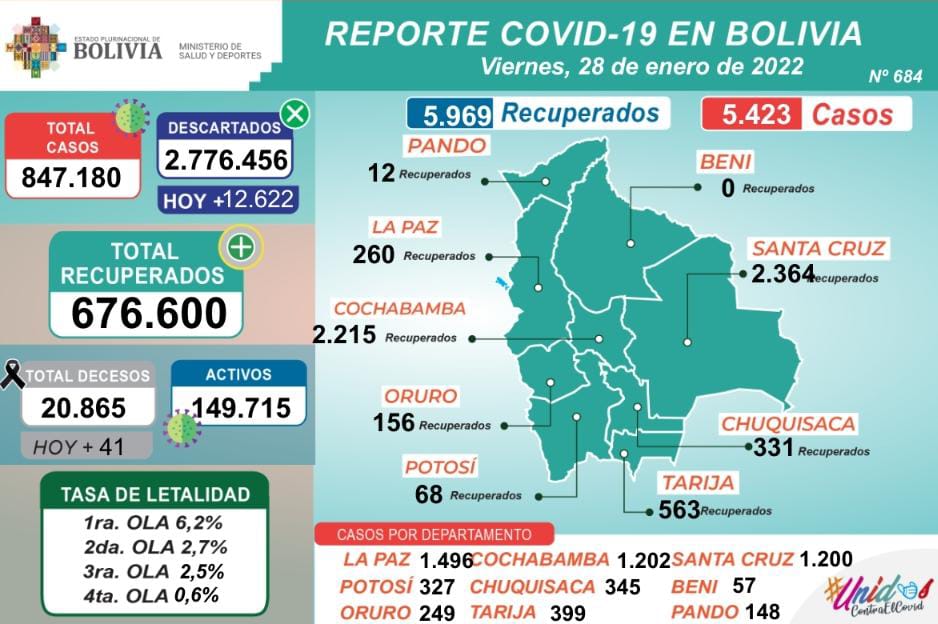 ESTADO PLURINACIONAL DE
BOLIVIA
MINISTERIO DE
SALUD Y DEPORTES
REPORTE COVID-19 EN BOLIVIA
Viernes, 28 de enero de 2022
Nº 684
TOTAL
CASOS
847.180
DESCARTADOS
2.776.456
HOY +12.622
TOTAL
RECUPERADOS
676.600
TOTAL DECESOS
20.865
HOY + 41
ACTIVOS
149.715
TASA DE LETALIDAD
1ra. OLA 6,2%
2da. OLA 2,7%
3ra. OLA 2,5%
4ta. OLA 0,6%
5.969 Recuperados
5.423 Casos
PANDO
12 Recuperados
BENI
0 Recuperados
LA PAZ
260 Recuperados
SANTA CRUZ
2.364 Recuperados
COCHABAMBA
2.215 Recuperados
ORURO
156 Recuperados
CHUQUISACA
331 Recuperados
POTOSÍ
68 Recuperados
TARIJA
563 Recuperados
CASOS POR DEPARTAMENTO
LA PAZ 1.496 COCHABAMBA 1.202 SANTA CRUZ 1.200
POTOSÍ 327 CHUQUISACA 345 BENI 57
ORURO 249 TARIJA 399 PANDO 148
#Unidos
ContraElCovid